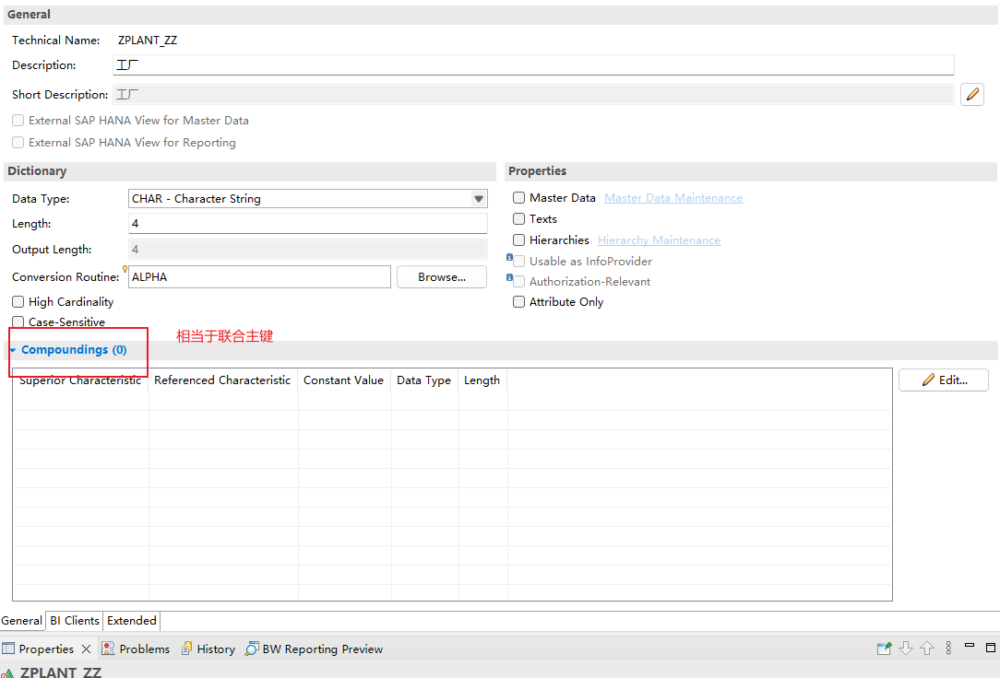 General
Technical Name: ZPLANT_ZZ
Description: 工厂
Short Description: 工厂
External SAP HANA View for Master Data
External SAP HANA View for Reporting
Dictionary
Data Type: CHAR - Character String
Length: 4
Output Length: 4
Conversion Routine: ALPHA Browse...
High Cardinality
Case-Sensitive
Properties
Master Data Master Data Maintenance
Texts
Hierarchies Hierarchy Maintenance
Usable as InfoProvider
Authorization-Relevant
Attribute Only
相当于联合主键
Compoundings (0)
Superior Characteristic Referenced Characteristic Constant Value Data Type Length
Edit...
General BI Clients Extended
Properties Problems History BW Reporting Preview
ZPLANT_ZZ